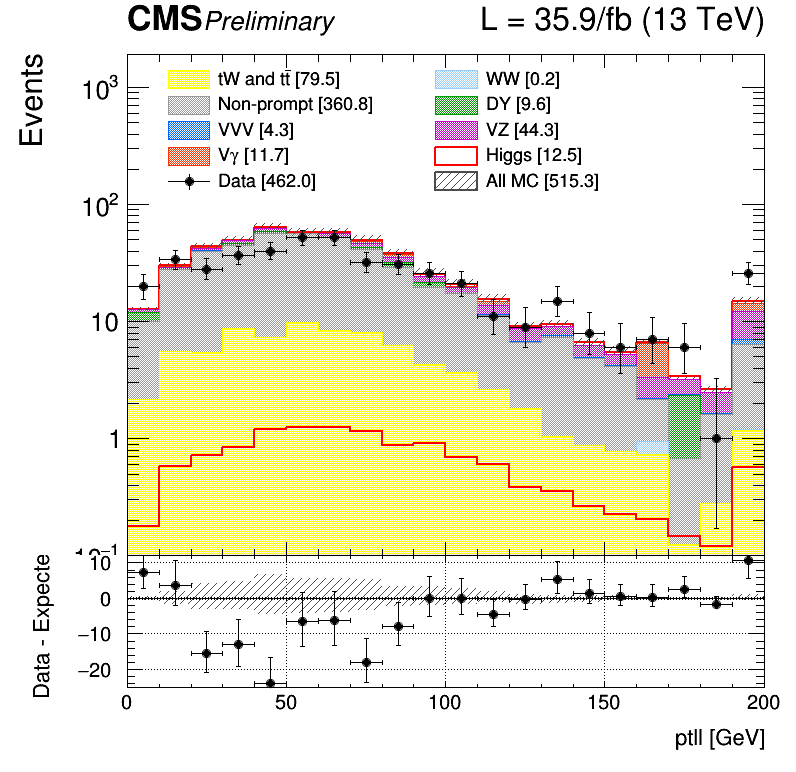 CMS Preliminary L = 35.9/fb (13 TeV)
Events
10³
10²
10
1
tW and tt̄ [79.5]
WW [0.2]
Non-prompt [360.8]
DY [9.6]
VVV [4.3]
VZ [44.3]
Vγ [11.7]
Higgs [12.5]
Data [462.0]
All MC [515.3]
Data - Expecte
10
0
−10
−20
0 50 100 150 200
ptll [GeV]